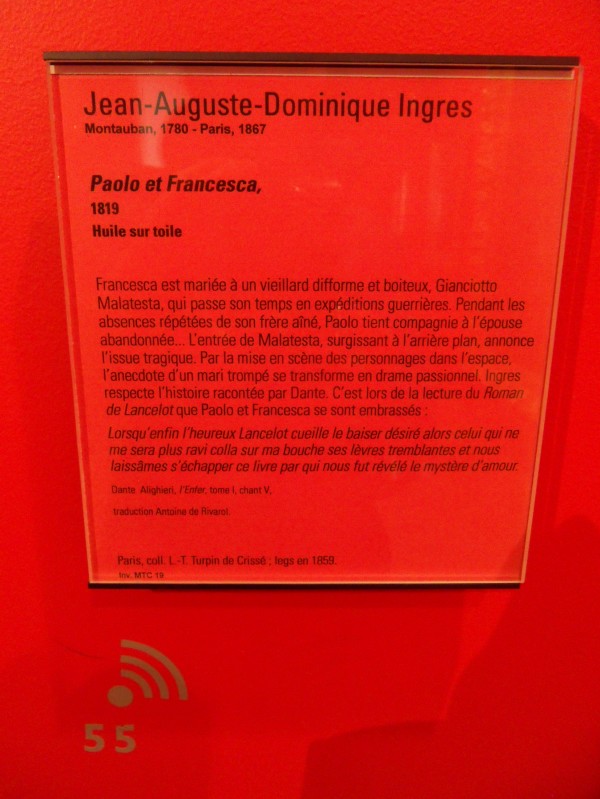 Jean-Auguste-Dominique Ingres
Montauban, 1780 - Paris, 1867
Paolo et Francesca,
1819
Huile sur toile
Francesca est mariée à un vieillard difforme et boiteux, Gianciotto
Malatesta, qui passe son temps en expéditions guerrières. Pendant les
absences répétées de son frère aîné, Paolo tient compagnie à l'épouse
abandonnée... L'entrée de Malatesta, surgissant à l'arrière plan, annonce
l'issue tragique. Par la mise en scène des personnages dans l'espace,
l'anecdote d'un mari trompé se transforme en drame passionnel. Ingres
respecte l'histoire racontée par Dante. C'est lors de la lecture du Roman
de Lancelot que Paolo et Francesca se sont embrassés :
Lorsqu'enfin l'heureux Lancelot cueille le baiser désiré alors celui qui ne
me sera plus ravi colla sur ma bouche ses lèvres tremblantes et nous
laissâmes s'échapper ce livre par qui nous fut révélé le mystère d'amour.
Dante Alighieri, l'Enfer, tome I, chant V,
traduction Antoine de Rivarol.
Paris, coll. L.-T. Turpin de Crissé ; legs en 1859.
Inv. MTC 19
55